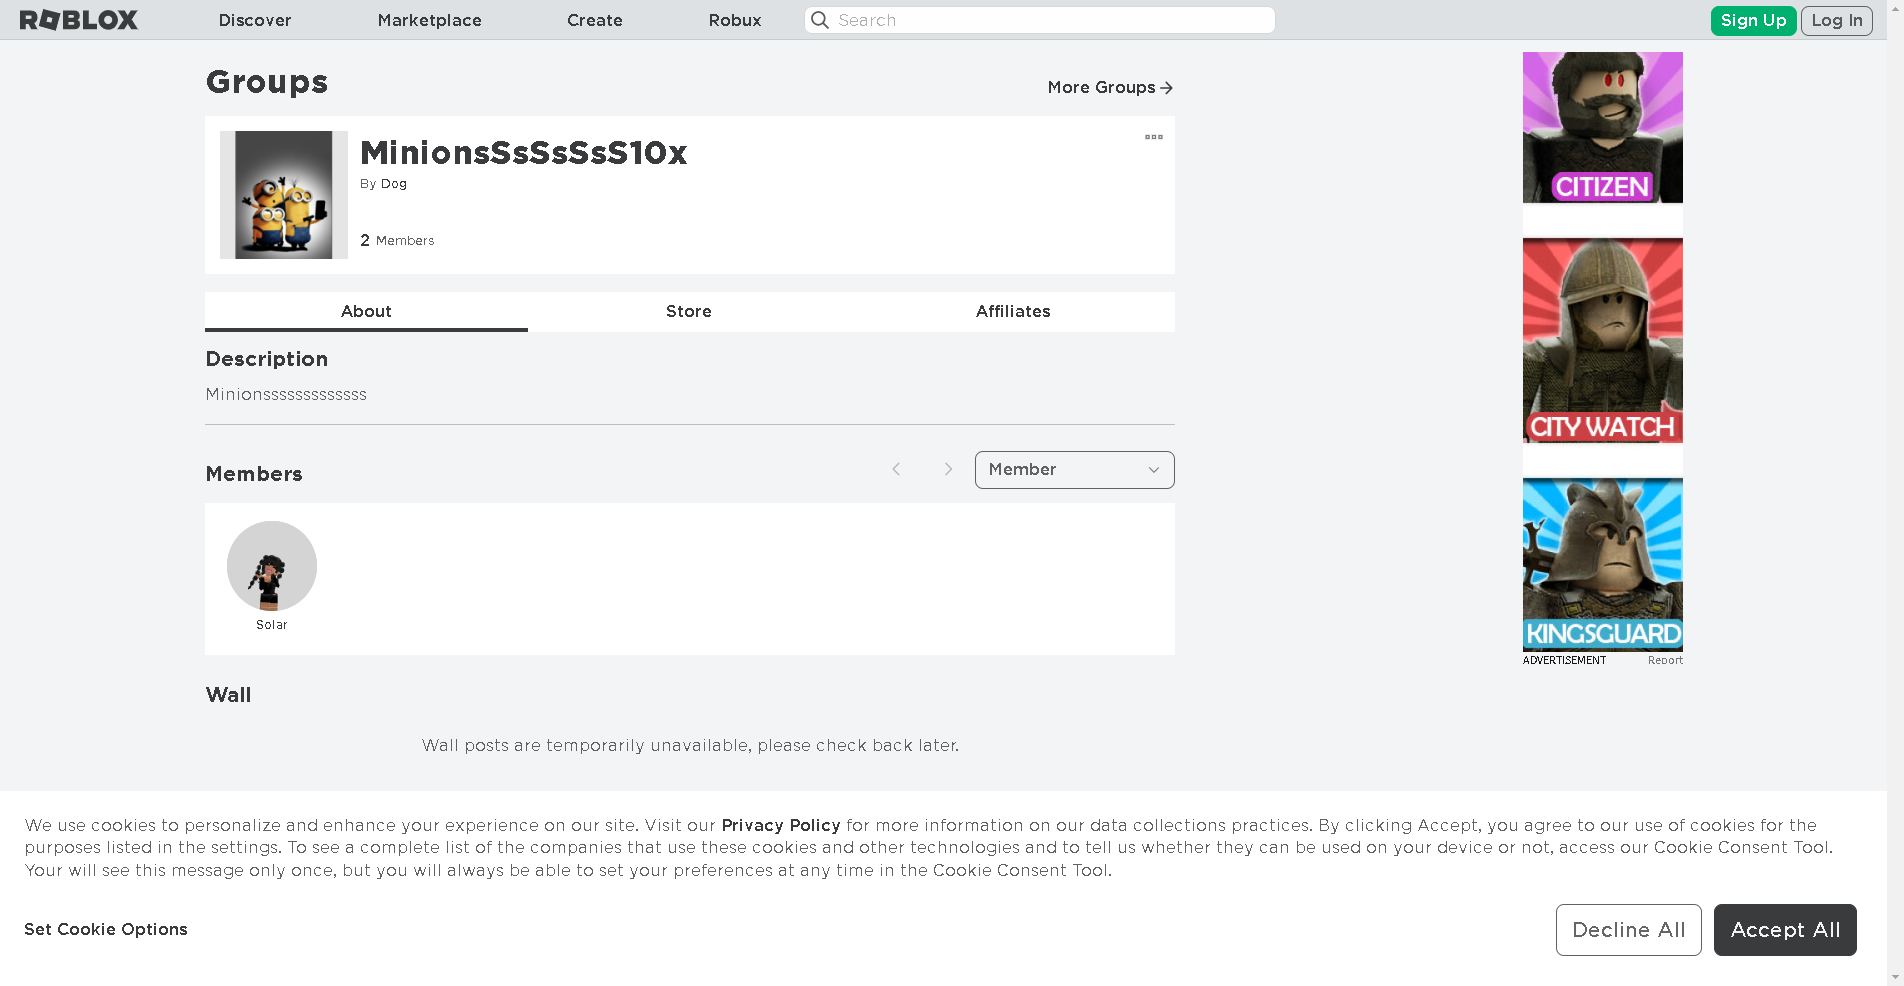 ROBLOX Discover Marketplace Create Robux Search Sign Up Log In
Groups
More Groups
MinionsSsSsSsS10x
By Dog
2 Members
About Store Affiliates
Description
Minionsssssssssssss
Members
Member
Solar
Wall
Wall posts are temporarily unavailable, please check back later.
CITIZEN
CITY WATCH
KINGSGUARD
ADVERTISEMENT Report
We use cookies to personalize and enhance your experience on our site. Visit our Privacy Policy for more information on our data collections practices. By clicking Accept, you agree to our use of cookies for the
purposes listed in the settings. To see a complete list of the companies that use these cookies and other technologies and to tell us whether they can be used on your device or not, access our Cookie Consent Tool.
Your will see this message only once, but you will always be able to set your preferences at any time in the Cookie Consent Tool.
Set Cookie Options
Decline All
Accept All